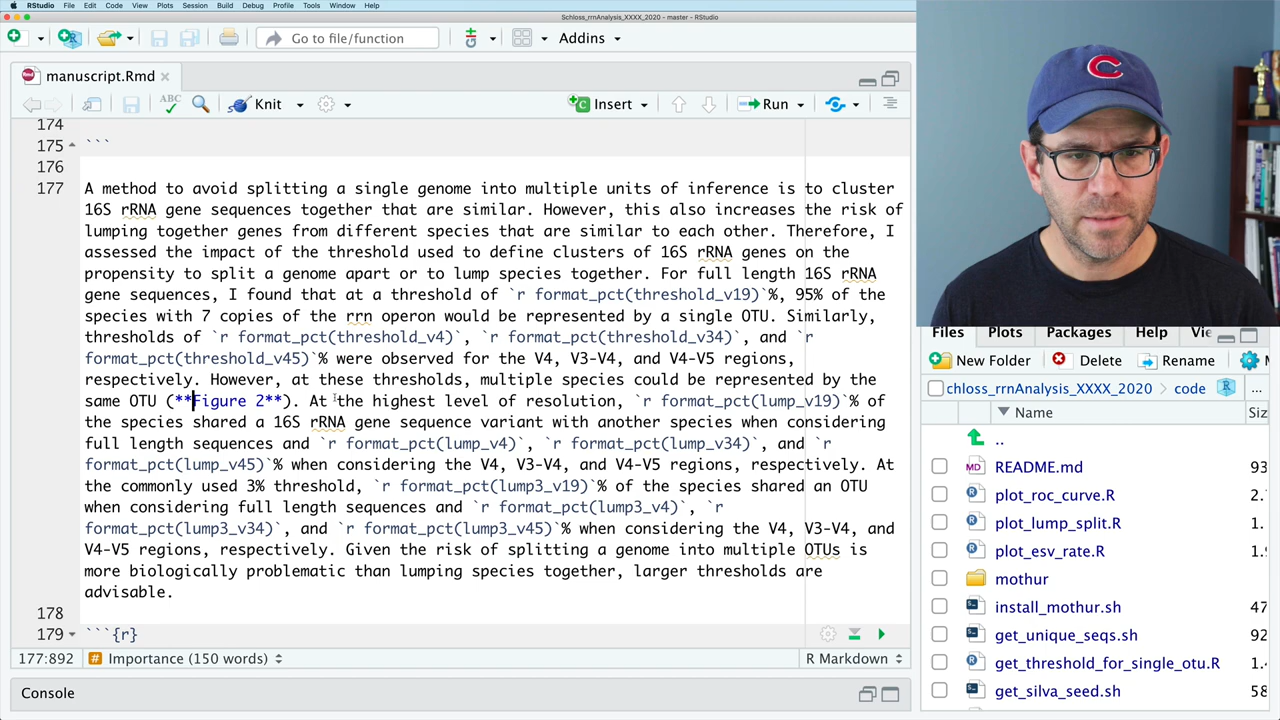 RStudio File Edit Code View Plots Session Build Debug Profile Tools Window Help
Schloss_rrnAnalysis_XXXX_2020 - master - RStudio
Go to file/function Addins
manuscript.Rmd
ABC Knit Insert Run
174
175 ```
176
177 A method to avoid splitting a single genome into multiple units of inference is to cluster
16S rRNA gene sequences together that are similar. However, this also increases the risk of
lumping together genes from different species that are similar to each other. Therefore, I
assessed the impact of the threshold used to define clusters of 16S rRNA genes on the
propensity to split a genome apart or to lump species together. For full length 16S rRNA
gene sequences, I found that at a threshold of `r format_pct(threshold_v19)`%, 95% of the
species with 7 copies of the rrn operon would be represented by a single OTU. Similarly,
thresholds of `r format_pct(threshold_v4)`, `r format_pct(threshold_v34)`, and `r
format_pct(threshold_v45)`% were observed for the V4, V3-V4, and V4-V5 regions,
respectively. However, at these thresholds, multiple species could be represented by the
same OTU (**Figure 2**). At the highest level of resolution, `r format_pct(lump_v19)`% of
the species shared a 16S rRNA gene sequence variant with another species when considering
full length sequences and `r format_pct(lump_v4)`, `r format_pct(lump_v34)`, and `r
format_pct(lump_v45)`% when considering the V4, V3-V4, and V4-V5 regions, respectively. At
the commonly used 3% threshold, `r format_pct(lump3_v19)`% of the species shared an OTU
when considering full length sequences and `r format_pct(lump3_v4)`, `r
format_pct(lump3_v34)`, and `r format_pct(lump3_v45)`% when considering the V4, V3-V4, and
V4-V5 regions, respectively. Given the risk of splitting a genome into multiple OTUs is
more biologically problematic than lumping species together, larger thresholds are
advisable.
178
179 ```{r}
177:892 # Importance (150 words) R Markdown
Console
C
Files Plots Packages Help Vi
New Folder Delete Rename
chloss_rrnAnalysis_XXXX_2020 code R ...
Name Siz
..
MD README.md 93
plot_roc_curve.R 2.
plot_lump_split.R 1.
plot_esv_rate.R 1.9
mothur
install_mothur.sh 47
get_unique_seqs.sh 92
get_threshold_for_single_otu.R 1.4
get_silva_seed.sh 58